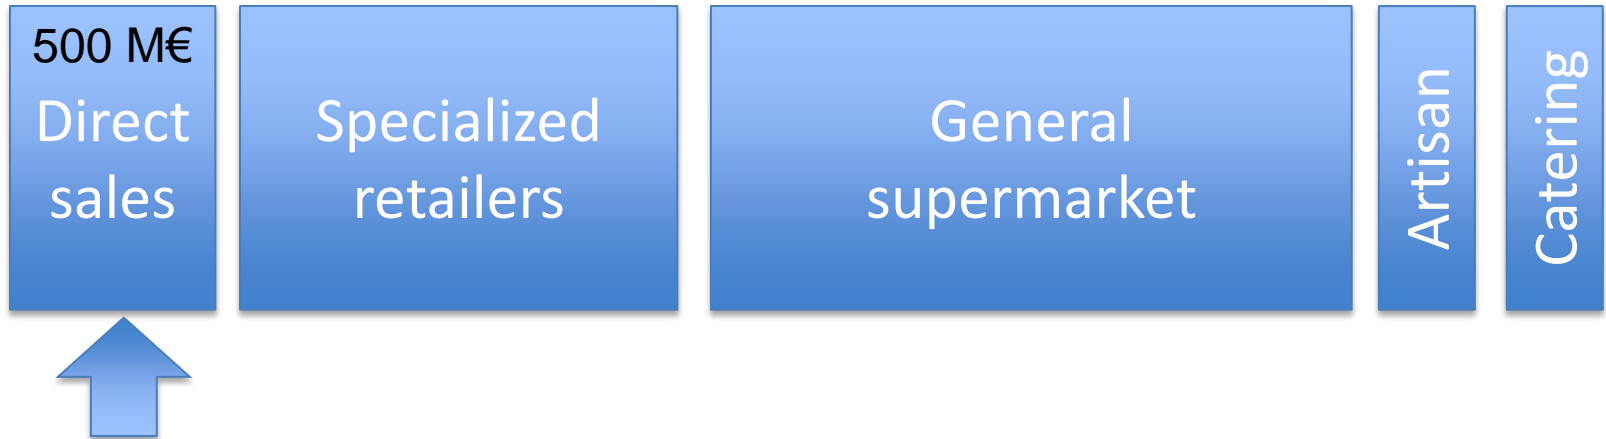 500 M€
Direct
sales
Specialized
retailers
General
supermarket
Artisan
Catering